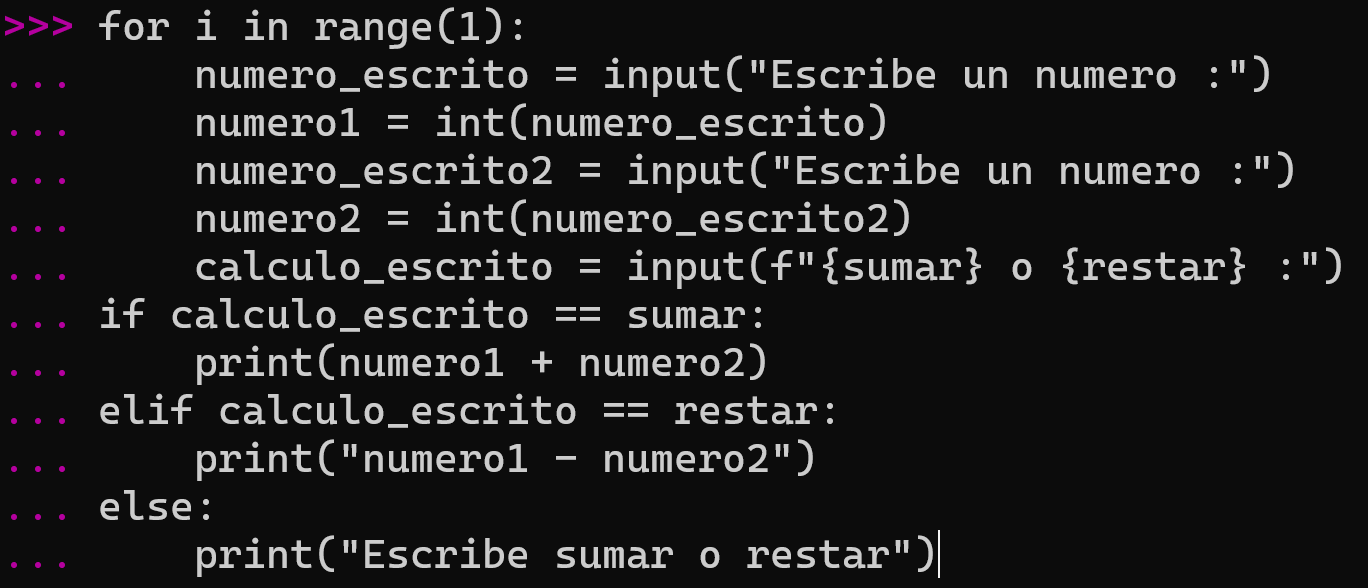 >>> for i in range(1):
...     numero_escrito = input("Escribe un numero :")
...     numero1 = int(numero_escrito)
...     numero_escrito2 = input("Escribe un numero :")
...     numero2 = int(numero_escrito2)
...     calculo_escrito = input(f"{sumar} o {restar} :")
... if calculo_escrito == sumar:
...     print(numero1 + numero2)
... elif calculo_escrito == restar:
...     print("numero1 - numero2")
... else:
...     print("Escribe sumar o restar")